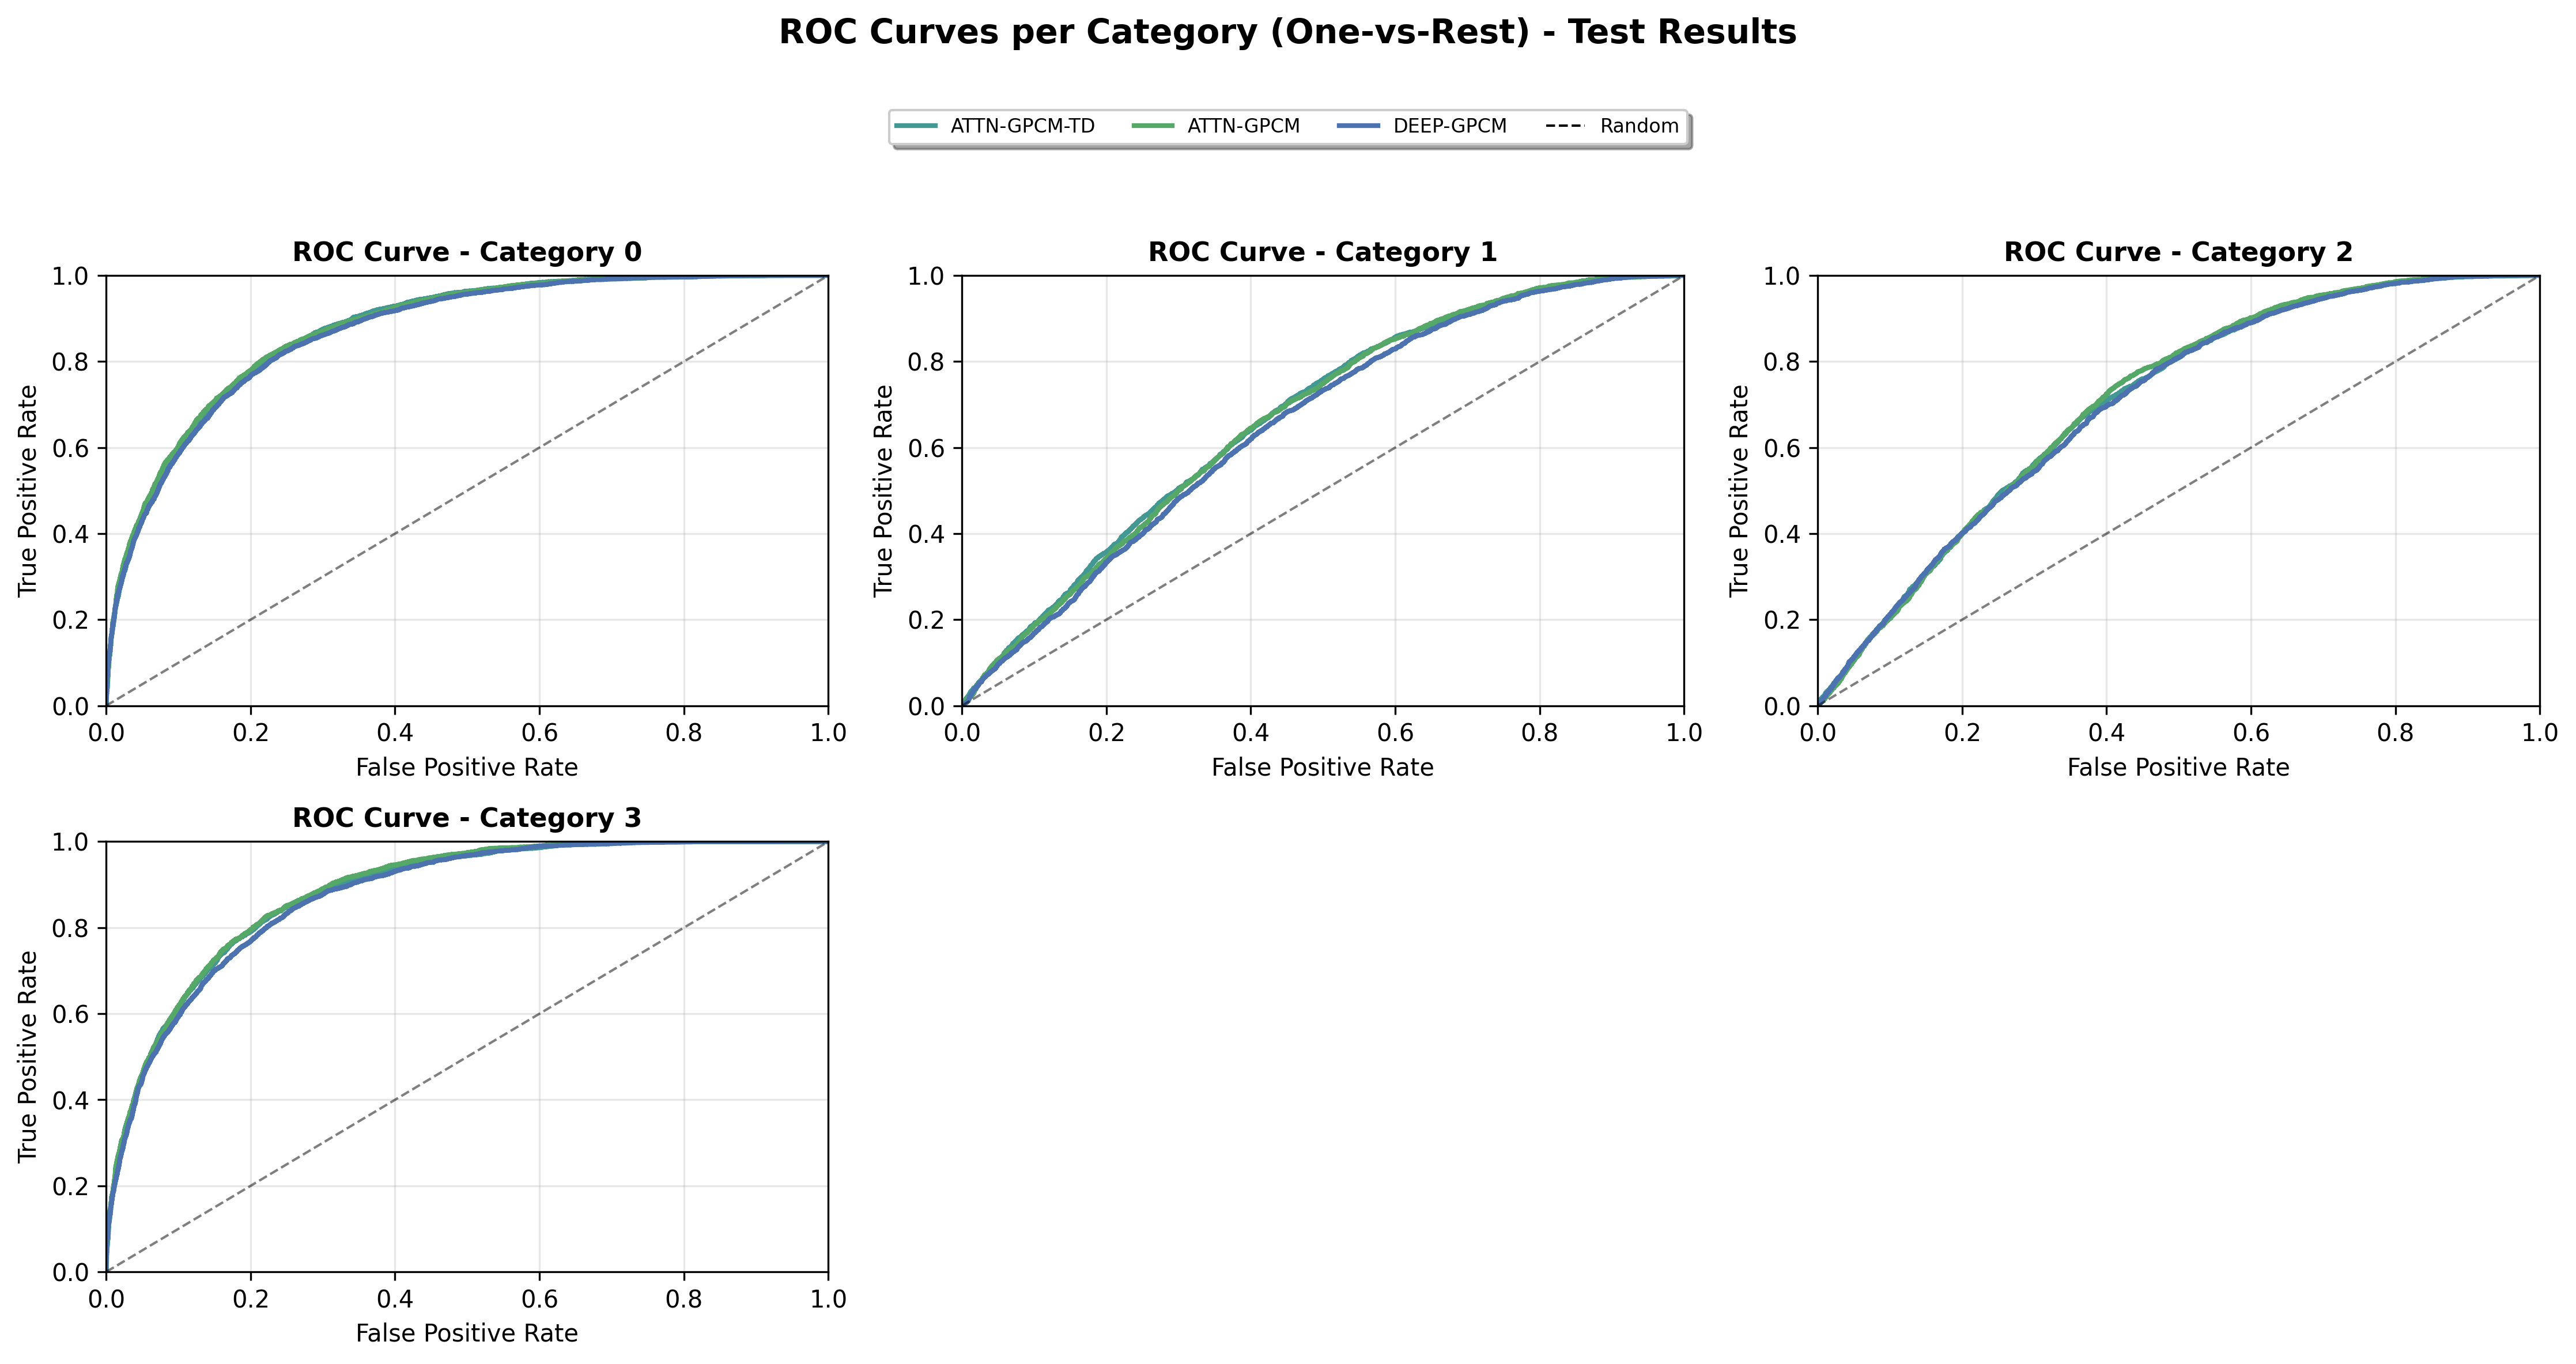 ROC Curves per Category (One-vs-Rest) - Test Results
ATTN-GPCM-TD ATTN-GPCM DEEP-GPCM Random
ROC Curve - Category 0
True Positive Rate
1.0
0.8
0.6
0.4
0.2
0.0
0.0 0.2 0.4 0.6 0.8 1.0
False Positive Rate
ROC Curve - Category 1
True Positive Rate
1.0
0.8
0.6
0.4
0.2
0.0
0.0 0.2 0.4 0.6 0.8 1.0
False Positive Rate
ROC Curve - Category 2
True Positive Rate
1.0
0.8
0.6
0.4
0.2
0.0
0.0 0.2 0.4 0.6 0.8 1.0
False Positive Rate
ROC Curve - Category 3
True Positive Rate
1.0
0.8
0.6
0.4
0.2
0.0
0.0 0.2 0.4 0.6 0.8 1.0
False Positive Rate